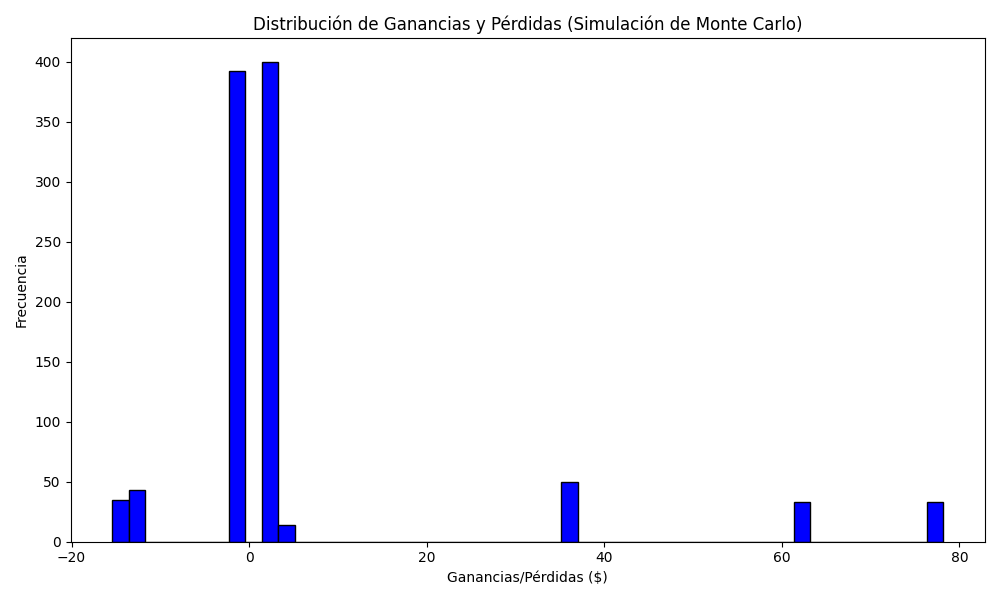 Distribución de Ganancias y Pérdidas (Simulación de Monte Carlo)
400
350
300
250
200
150
100
50
0
Frecuencia
−20 0 20 40 60 80
Ganancias/Pérdidas ($)